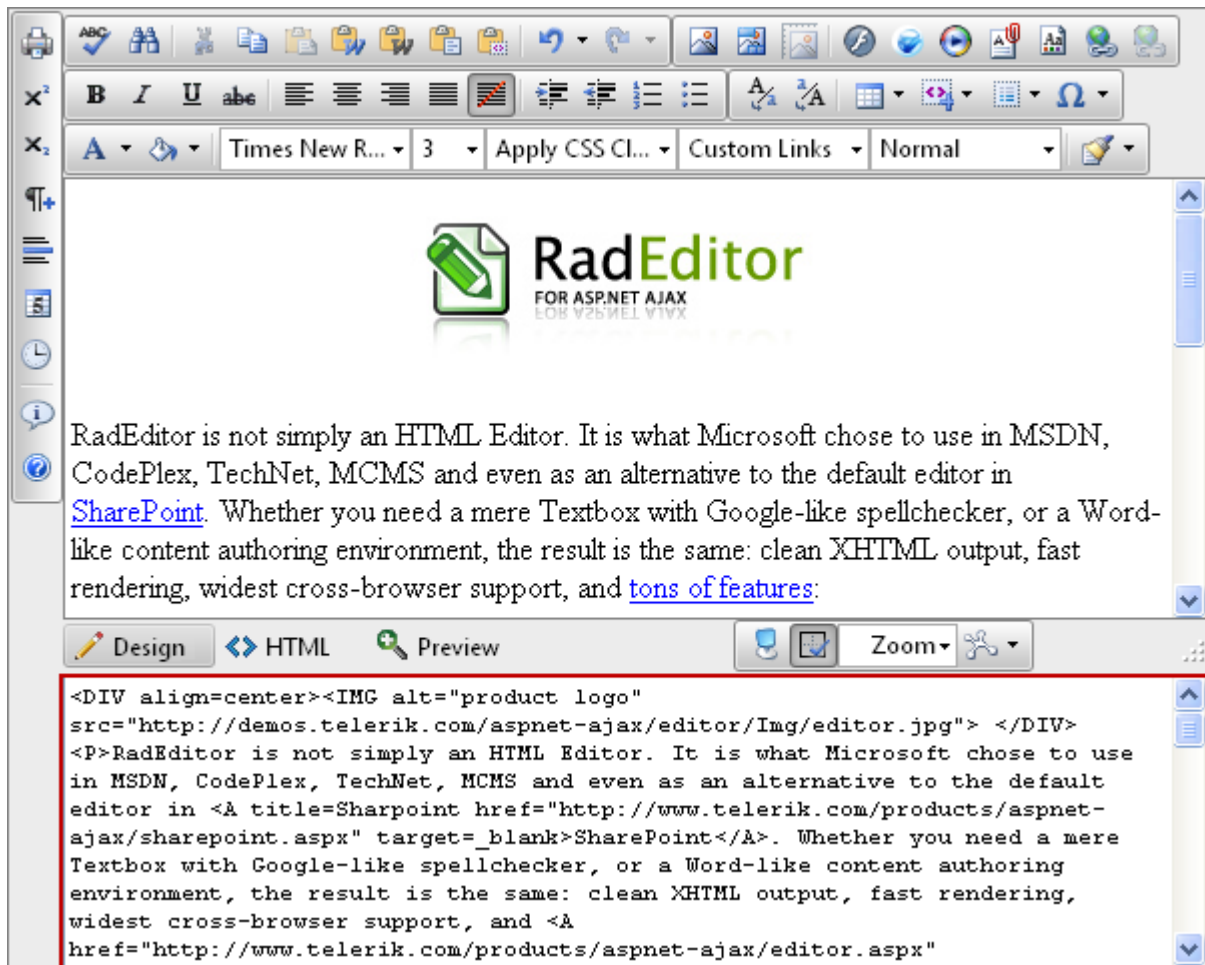 ABC
B I U abc
A Times New R... 3 Apply CSS Cl... Custom Links Normal
RadEditor
FOR ASP.NET AJAX
RadEditor is not simply an HTML Editor. It is what Microsoft chose to use in MSDN,
CodePlex, TechNet, MCMS and even as an alternative to the default editor in
SharePoint. Whether you need a mere Textbox with Google-like spellchecker, or a Word-
like content authoring environment, the result is the same: clean XHTML output, fast
rendering, widest cross-browser support, and tons of features:
Design HTML Preview Zoom
<DIV align=center><IMG alt="product logo"
src="http://demos.telerik.com/aspnet-ajax/editor/Img/editor.jpg"> </DIV>
<P>RadEditor is not simply an HTML Editor. It is what Microsoft chose to use
in MSDN, CodePlex, TechNet, MCMS and even as an alternative to the default
editor in <A title=Sharpoint href="http://www.telerik.com/products/aspnet-
ajax/sharepoint.aspx" target=_blank>SharePoint</A>. Whether you need a mere
Textbox with Google-like spellchecker, or a Word-like content authoring
environment, the result is the same: clean XHTML output, fast rendering,
widest cross-browser support, and <A
href="http://www.telerik.com/products/aspnet-ajax/editor.aspx"